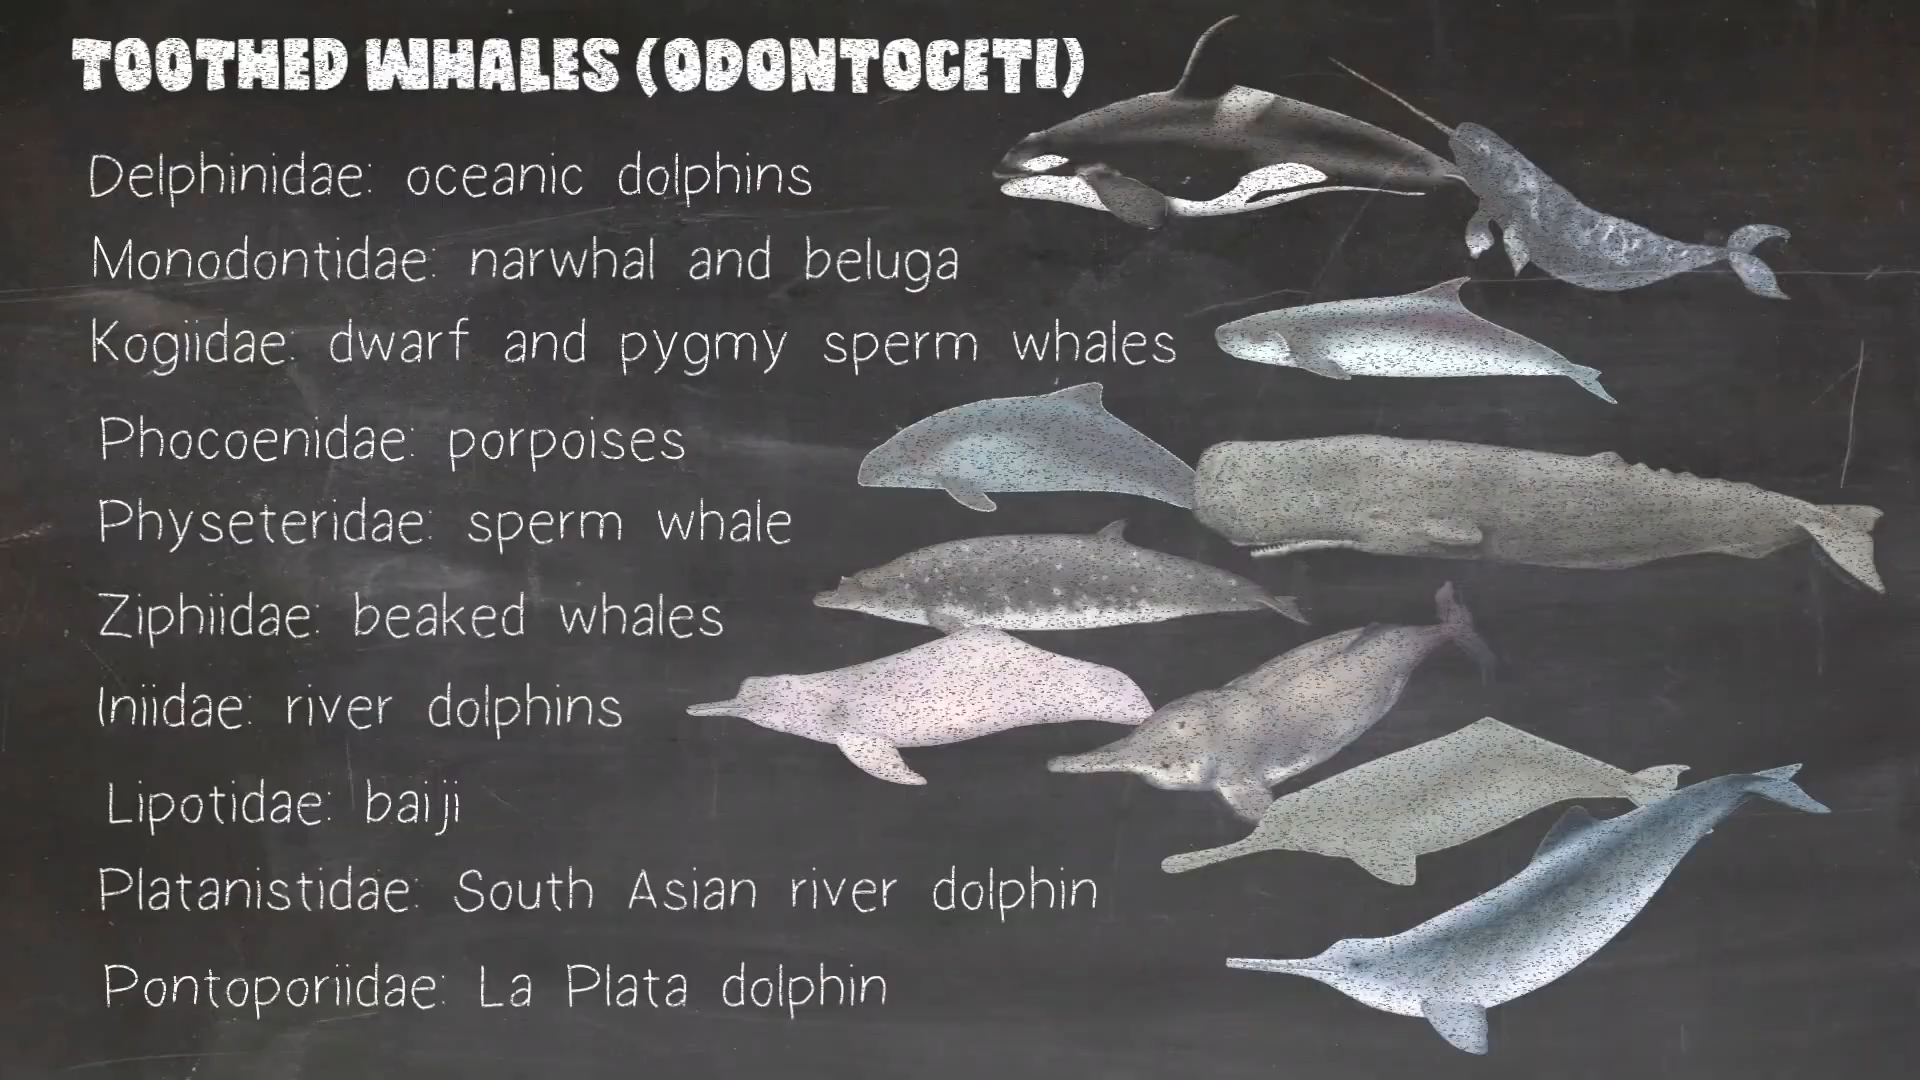 TOOTHED WHALES (ODONTOCETI)
Delphinidae: oceanic dolphins
Monodontidae: narwhal and beluga
Kogiidae: dwarf and pygmy sperm whales
Phocoenidae: porpoises
Physeteridae: sperm whale
Ziphiidae: beaked whales
Iniidae: river dolphins
Lipotidae: baiji
Platanistidae: South Asian river dolphin
Pontoporiidae: La Plata dolphin